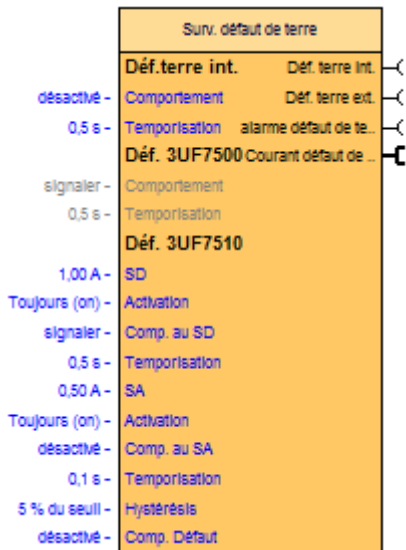 Surv. défaut de terre
Déf.terre int. Déf. terre Int.
désactivé - Comportement Déf. terre ext.
0,5 s - Temporisation alarme défaut de te..
Déf. 3UF7500 Courant défaut de ..
signaler - Comportement
0,5 s - Temporisation
Déf. 3UF7510
1,00 A - SD
Toujours (on) - Activation
signaler - Comp. au SD
0,5 s - Temporisation
0,50 A - SA
Toujours (on) - Activation
désactivé - Comp. au SA
0,1 s - Temporisation
5 % du seuil - Hystérésis
désactivé - Comp. Défaut